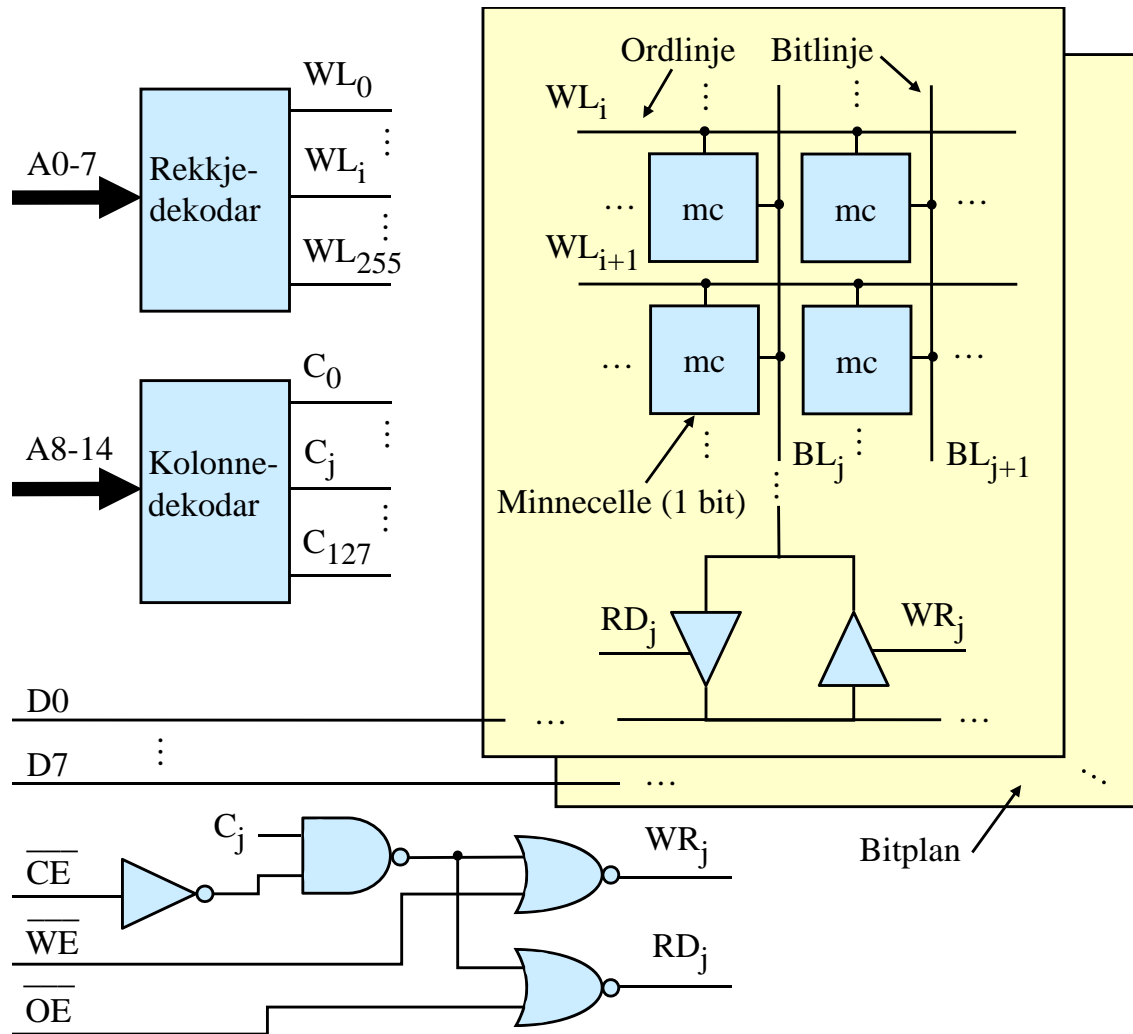 Ordlinje
Bitlinje
WL0
WLi
A0-7
Rekkje-
dekodar
WLi
mc
mc
WL255
WLi+1
C0
mc
mc
A8-14
Kolonne-
dekodar
Cj
BLj
BLj+1
Minnecelle (1 bit)
C127
RDj
WRj
D0
D7
Cj
WRj
Bitplan
CE
WE
RDj
OE